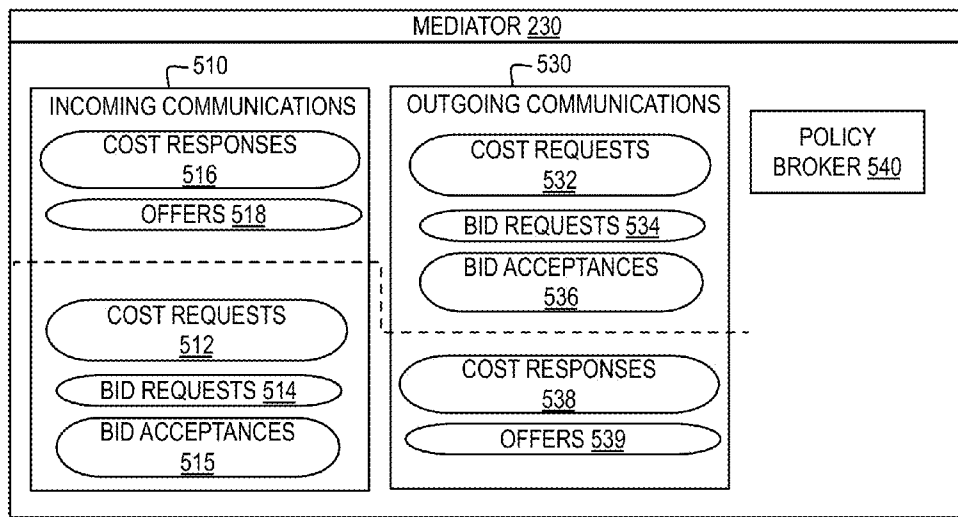 MEDIATOR 230
510
INCOMING COMMUNICATIONS
COST RESPONSES
516
OFFERS 518
COST REQUESTS
512
BID REQUESTS 514
BID ACCEPTANCES
515
530
OUTGOING COMMUNICATIONS
COST REQUESTS
532
BID REQUESTS 534
BID ACCEPTANCES
536
COST RESPONSES
538
OFFERS 539
POLICY
BROKER 540